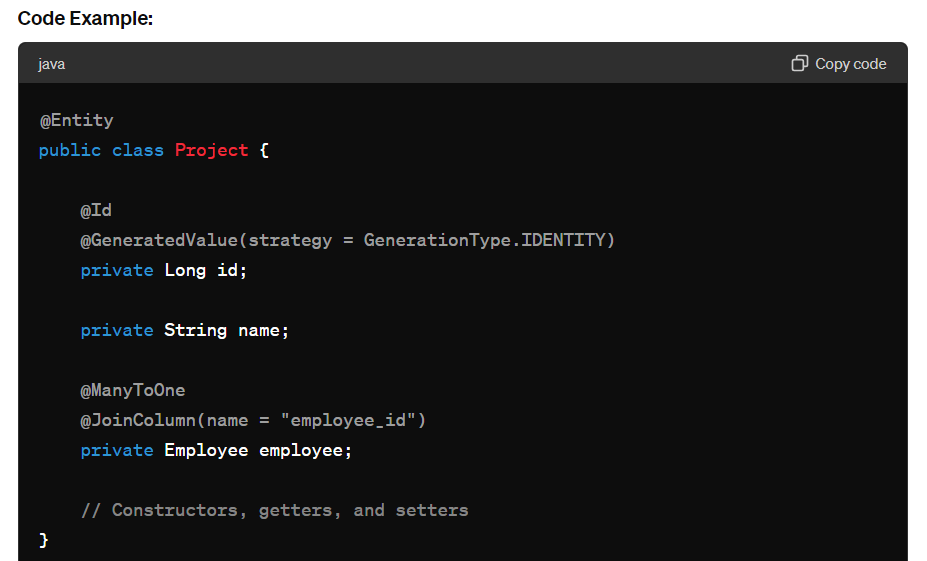 Code Example:
java
Copy code
@Entity
public class Project {
@Id
@GeneratedValue(strategy = GenerationType.IDENTITY)
private Long id;
private String name;
@ManyToOne
@JoinColumn(name = "employee_id")
private Employee employee;
// Constructors, getters, and setters
}